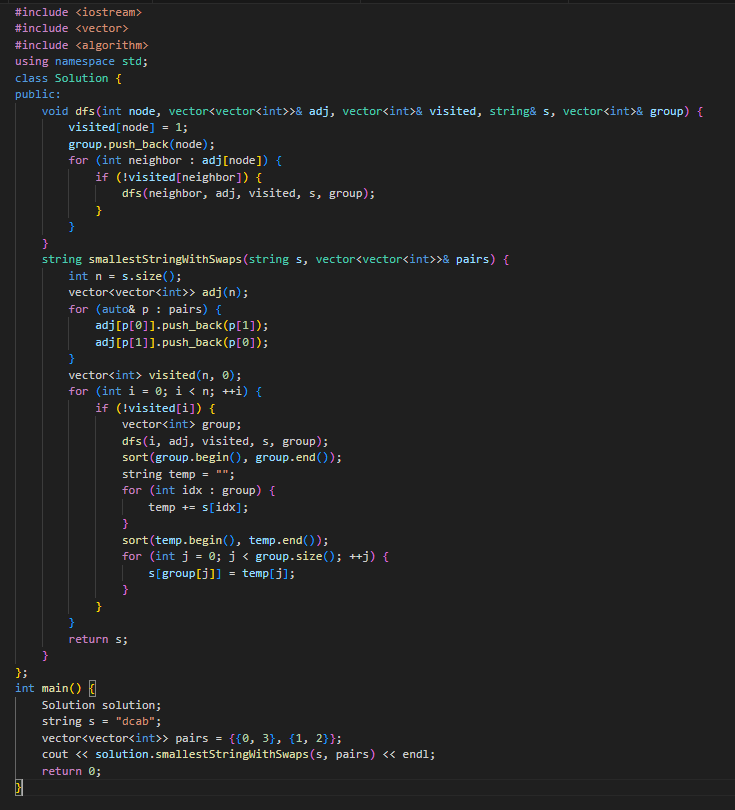 #include <iostream>
#include <vector>
#include <algorithm>
using namespace std;
class Solution {
public:
    void dfs(int node, vector<vector<int>>& adj, vector<int>& visited, string& s, vector<int>& group) {
        visited[node] = 1;
        group.push_back(node);
        for (int neighbor : adj[node]) {
            if (!visited[neighbor]) {
                dfs(neighbor, adj, visited, s, group);
            }
        }
    }
    string smallestStringWithSwaps(string s, vector<vector<int>>& pairs) {
        int n = s.size();
        vector<vector<int>> adj(n);
        for (auto& p : pairs) {
            adj[p[0]].push_back(p[1]);
            adj[p[1]].push_back(p[0]);
        }
        vector<int> visited(n, 0);
        for (int i = 0; i < n; ++i) {
            if (!visited[i]) {
                vector<int> group;
                dfs(i, adj, visited, s, group);
                sort(group.begin(), group.end());
                string temp = "";
                for (int idx : group) {
                    temp += s[idx];
                }
                sort(temp.begin(), temp.end());
                for (int j = 0; j < group.size(); ++j) {
                    s[group[j]] = temp[j];
                }
            }
        }
        return s;
    }
};
int main() {
    Solution solution;
    string s = "dcab";
    vector<vector<int>> pairs = {{0, 3}, {1, 2}};
    cout << solution.smallestStringWithSwaps(s, pairs) << endl;
    return 0;
}